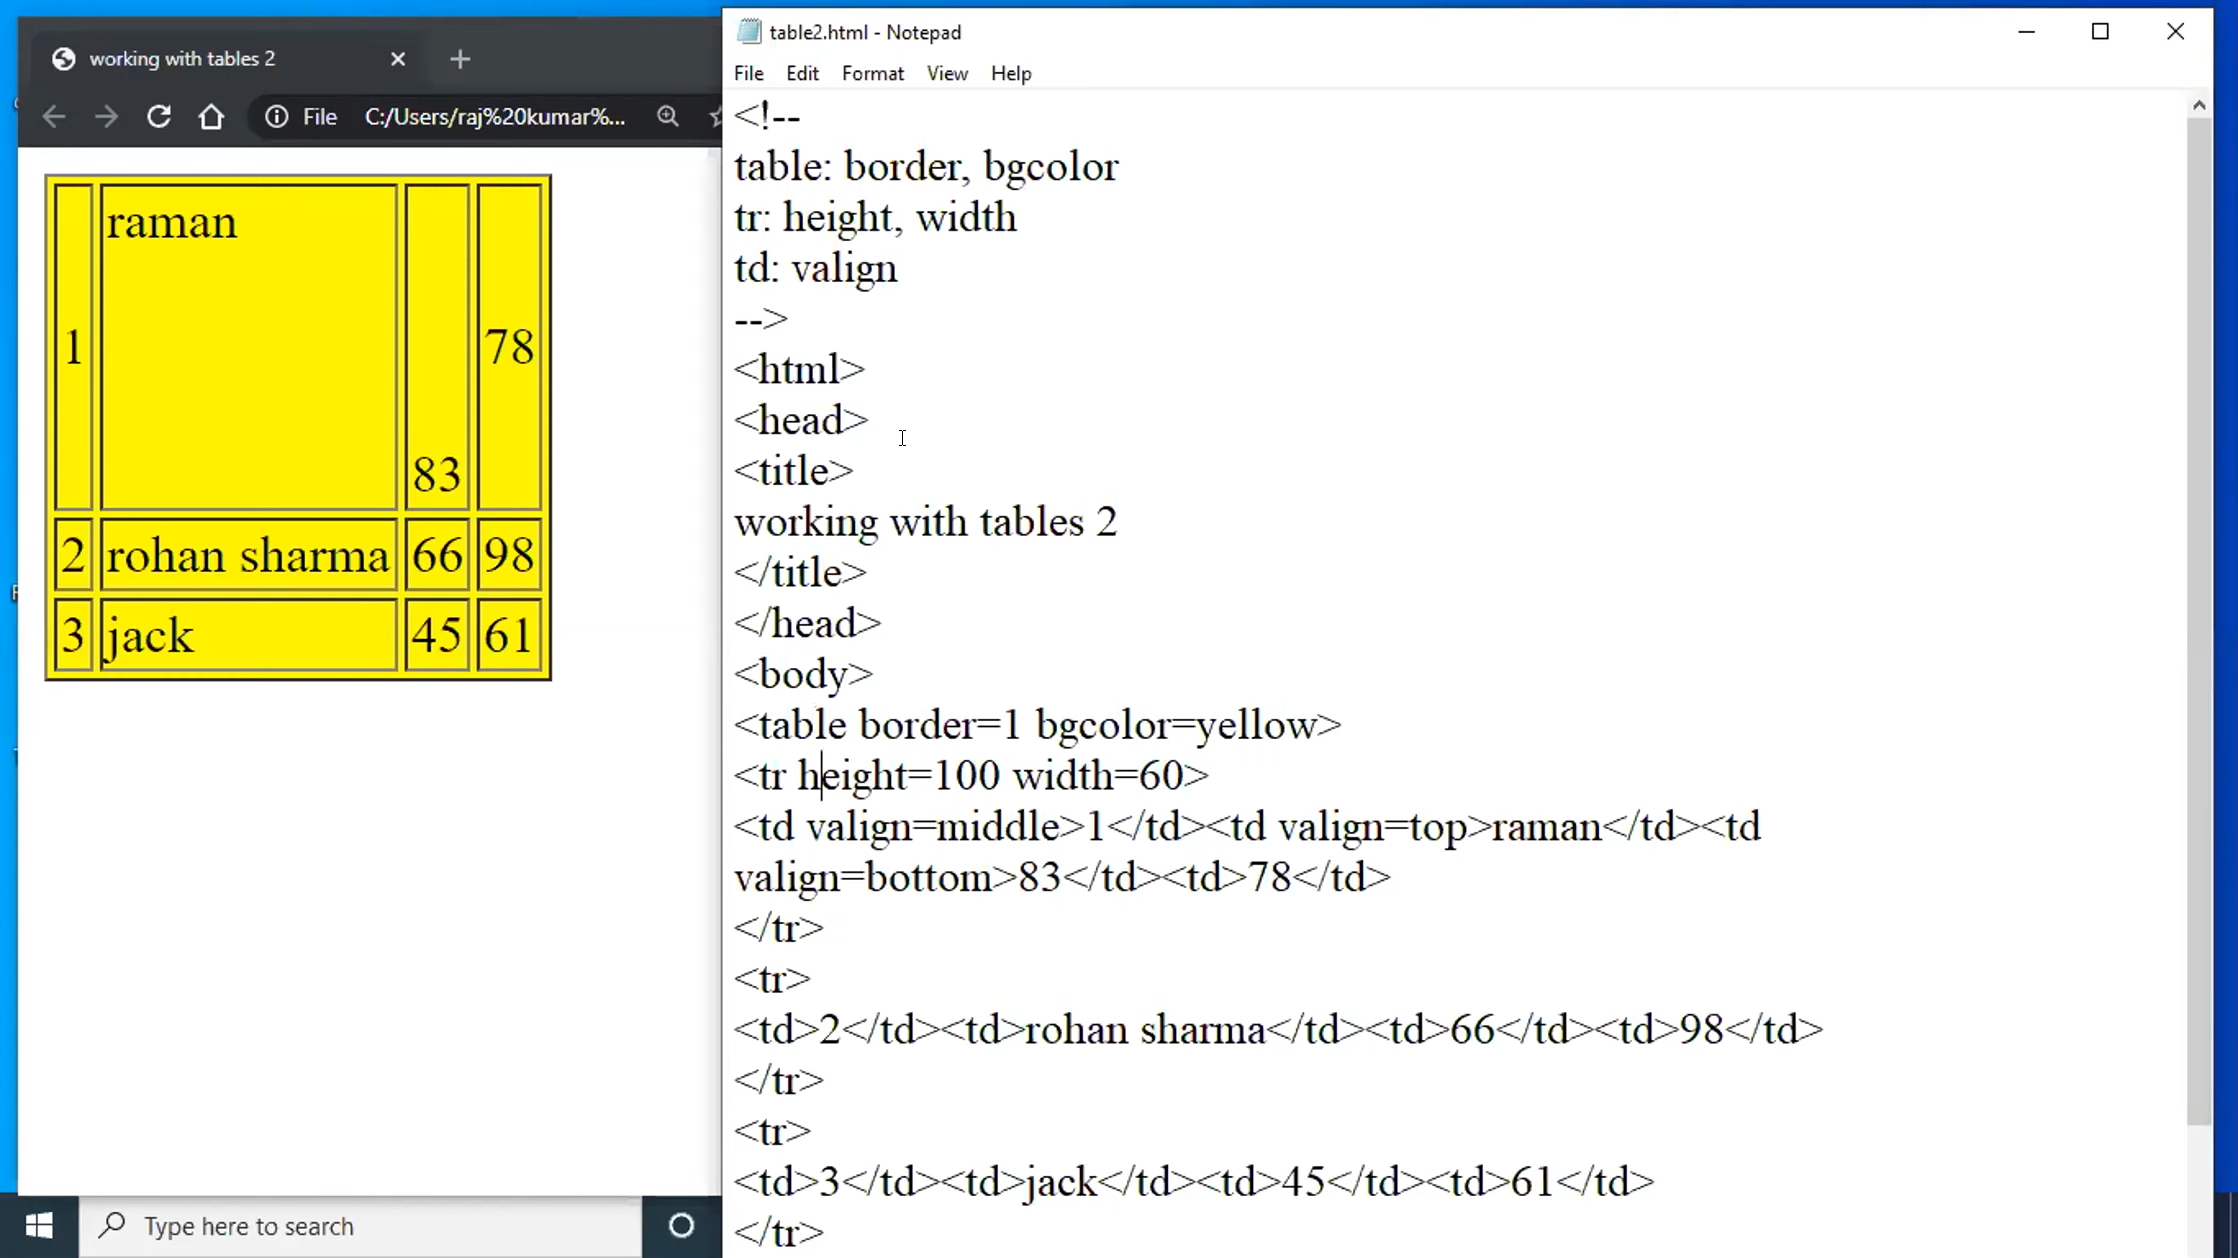 working with tables 2
File C:/Users/raj%20kumar%...
raman
1
78
83
2 rohan sharma 66 98
3 jack 45 61
Type here to search
table2.html - Notepad
File Edit Format View Help
<!--
table: border, bgcolor
tr: height, width
td: valign
-->
<html>
<head>
<title>
working with tables 2
</title>
</head>
<body>
<table border=1 bgcolor=yellow>
<tr height=100 width=60>
<td valign=middle>1</td><td valign=top>raman</td><td
valign=bottom>83</td><td>78</td>
</tr>
<tr>
<td>2</td><td>rohan sharma</td><td>66</td><td>98</td>
</tr>
<tr>
<td>3</td><td>jack</td><td>45</td><td>61</td>
</tr>